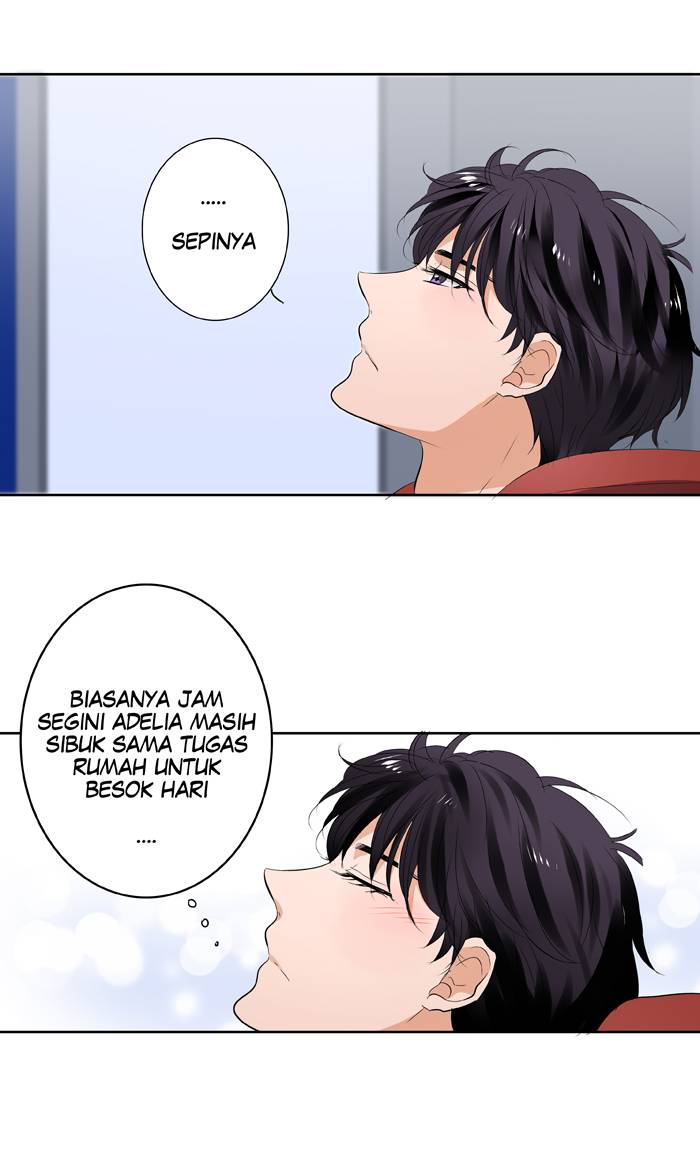 .....
SEPINYA
BIASANYA JAM
SEGINI ADELIA MASIH
SIBUK SAMA TUGAS
RUMAH UNTUK
BESOK HARI
....